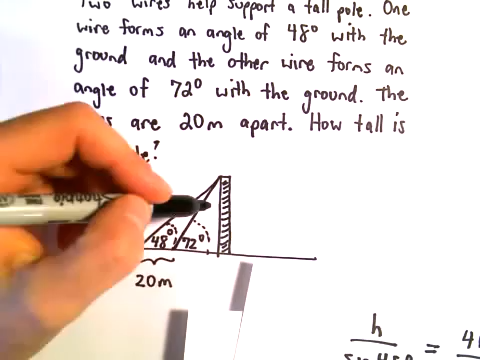 Two wires help support a tall pole. One
wire forms an angle of 48° with the
ground and the other wire forms an
angle of 72° with the ground. The
are 20m apart. How tall is
48° 72°
20m
h
=